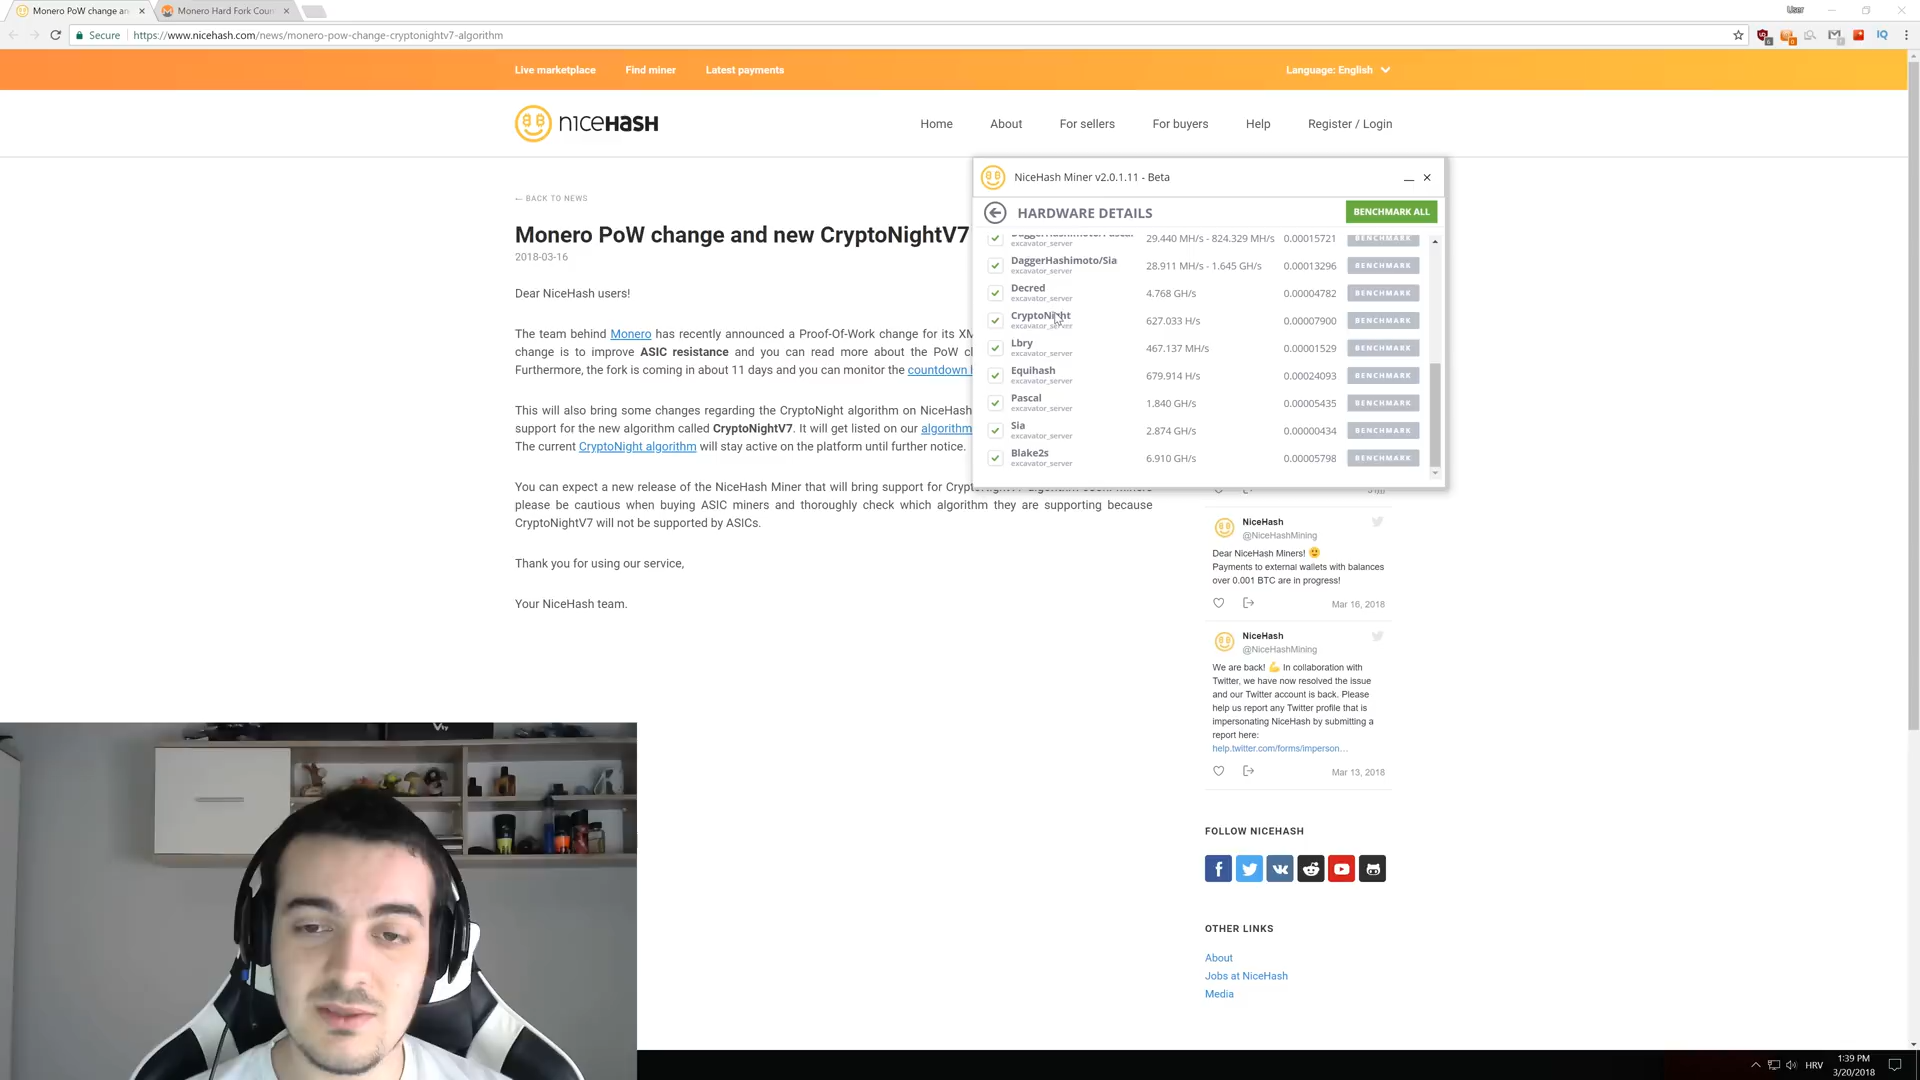 Monero PoW change an
Monero Hard Fork Coun
User
Secure
https://www.nicehash.com/news/monero-pow-change-cryptonightv7-algorithm
Live marketplace
Find miner
Latest payments
Language: English
NICEHASH
Home
About
For sellers
For buyers
Help
Register / Login
← BACK TO NEWS
Monero PoW change and new CryptoNightV7
2018-03-16
Dear NiceHash users!
The team behind Monero has recently announced a Proof-Of-Work change for its XM
change is to improve ASIC resistance and you can read more about the PoW
Furthermore, the fork is coming in about 11 days and you can monitor the countdown
This will also bring some changes regarding the CryptoNight algorithm on NiceHash
support for the new algorithm called CryptoNightV7. It will get listed on our algorithm
The current CryptoNight algorithm will stay active on the platform until further notice.
You can expect a new release of the NiceHash Miner that will bring support for
please be cautious when buying ASIC miners and thoroughly check which algorithm they are supporting because
CryptoNightV7 will not be supported by ASICs.
Thank you for using our service,
Your NiceHash team.
NiceHash Miner v2.0.1.11 - Beta
HARDWARE DETAILS
BENCHMARK ALL
DaggerHashimoto/Pascal 29.440 MH/s - 824.329 MH/s 0.00015721 BENCHMARK
excavator_server
DaggerHashimoto/Sia 28.911 MH/s - 1.645 GH/s 0.00013296 BENCHMARK
excavator_server
Decred 4.768 GH/s 0.00004782 BENCHMARK
excavator_server
CryptoNight 627.033 H/s 0.00007900 BENCHMARK
excavator_server
Lbry 467.137 MH/s 0.00001529 BENCHMARK
excavator_server
Equihash 679.914 H/s 0.00024093 BENCHMARK
excavator_server
Pascal 1.840 GH/s 0.00005435 BENCHMARK
excavator_server
Sia 2.874 GH/s 0.00000434 BENCHMARK
excavator_server
Blake2s 6.910 GH/s 0.00005798 BENCHMARK
excavator_server
NiceHash
@NiceHashMining
Dear NiceHash Miners!
Payments to external wallets with balances
over 0.001 BTC are in progress!
Mar 16, 2018
NiceHash
@NiceHashMining
We are back! In collaboration with
Twitter, we have now resolved the issue
and our Twitter account is back. Please
help us report any Twitter profile that is
impersonating NiceHash by submitting a
report here:
help.twitter.com/forms/imperson…
Mar 13, 2018
FOLLOW NICEHASH
OTHER LINKS
About
Jobs at NiceHash
Media
HRV
1:39 PM
3/20/2018